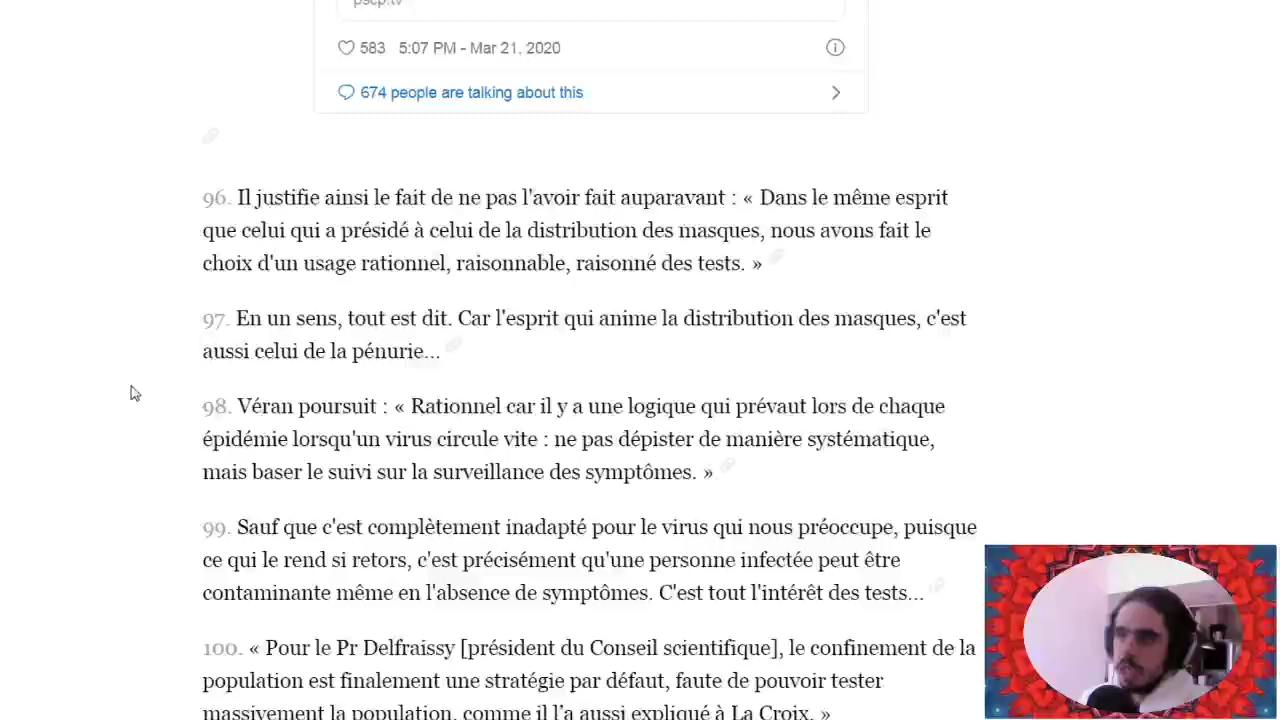 pscp.tv
583 5:07 PM - Mar 21, 2020
674 people are talking about this
96. Il justifie ainsi le fait de ne pas l'avoir fait auparavant : « Dans le même esprit
que celui qui a présidé à celui de la distribution des masques, nous avons fait le
choix d'un usage rationnel, raisonnable, raisonné des tests. »
97. En un sens, tout est dit. Car l'esprit qui anime la distribution des masques, c'est
aussi celui de la pénurie...
98. Véran poursuit : « Rationnel car il y a une logique qui prévaut lors de chaque
épidémie lorsqu'un virus circule vite : ne pas dépister de manière systématique,
mais baser le suivi sur la surveillance des symptômes. »
99. Sauf que c'est complètement inadapté pour le virus qui nous préoccupe, puisque
ce qui le rend si retors, c'est précisément qu'une personne infectée peut être
contaminante même en l'absence de symptômes. C'est tout l'intérêt des tests...
100. « Pour le Pr Delfraissy [président du Conseil scientifique], le confinement de la
population est finalement une stratégie par défaut, faute de pouvoir tester
massivement la population, comme il l'a aussi expliqué à La Croix. »